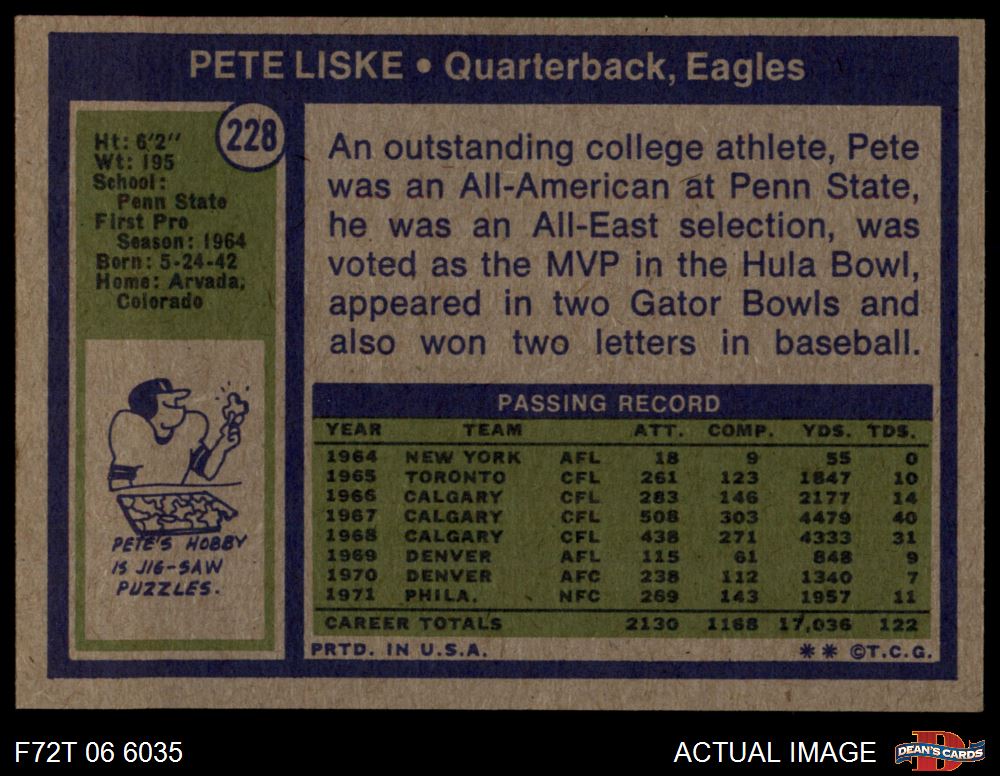 PETE LISKE • Quarterback, Eagles
228
Ht: 6'2"
Wt: 195
School:
Penn State
First Pro
Season: 1964
Born: 5-24-42
Home: Arvada,
Colorado
PETE'S HOBBY
IS JIG-SAW
PUZZLES.
An outstanding college athlete, Pete
was an All-American at Penn State,
he was an All-East selection, was
voted as the MVP in the Hula Bowl,
appeared in two Gator Bowls and
also won two letters in baseball.
PASSING RECORD
YEAR TEAM ATT. COMP. YDS. TDS.
1964 NEW YORK AFL 18 9 55 0
1965 TORONTO CFL 261 123 1847 10
1966 CALGARY CFL 283 146 2177 14
1967 CALGARY CFL 508 303 4479 40
1968 CALGARY CFL 438 271 4333 31
1969 DENVER AFL 115 61 848 9
1970 DENVER AFC 238 112 1340 7
1971 PHILA. NFC 269 143 1957 11
CAREER TOTALS 2130 1168 17,036 122
PRTD. IN U.S.A. ** ©T.C.G.
F72T 06 6035 ACTUAL IMAGE DEAN'S CARDS